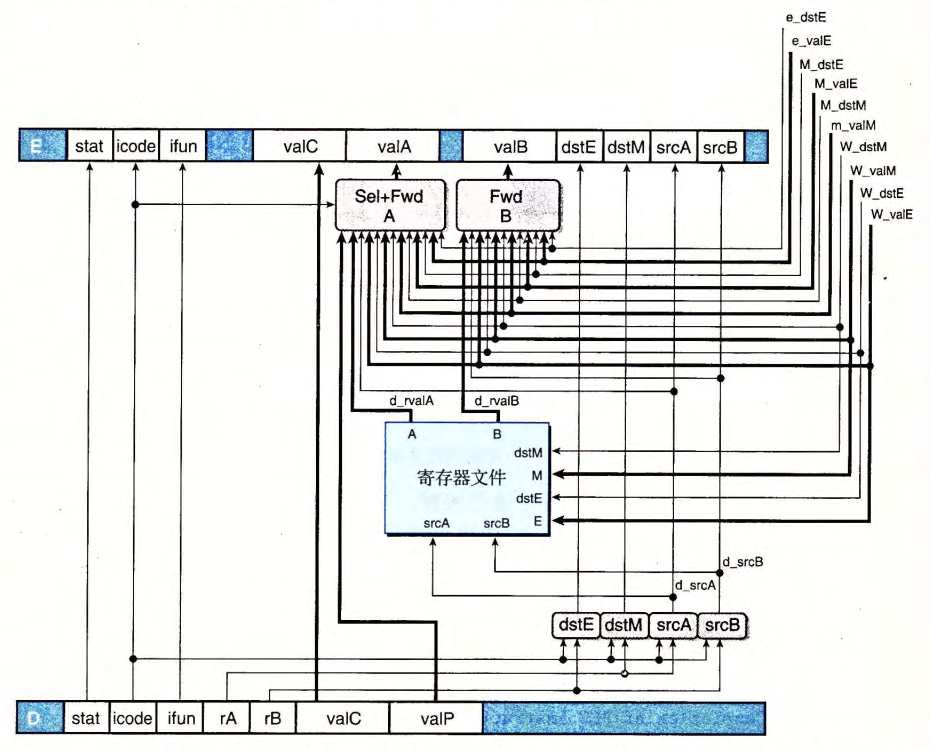 e_dstE
e_valE
M_dstE
M_valE
M_dstM
m_valM
W_dstM
W_valM
W_dstE
W_valE
E stat icode ifun valC valA valB dstE dstM srcA srcB
Sel+Fwd
A
Fwd
B
d_rvalA d_rvalB
A B
dstM
寄存器文件 M
dstE
srcA srcB E
d_srcB
d_srcA
dstE dstM srcA srcB
D stat icode ifun rA rB valC valP